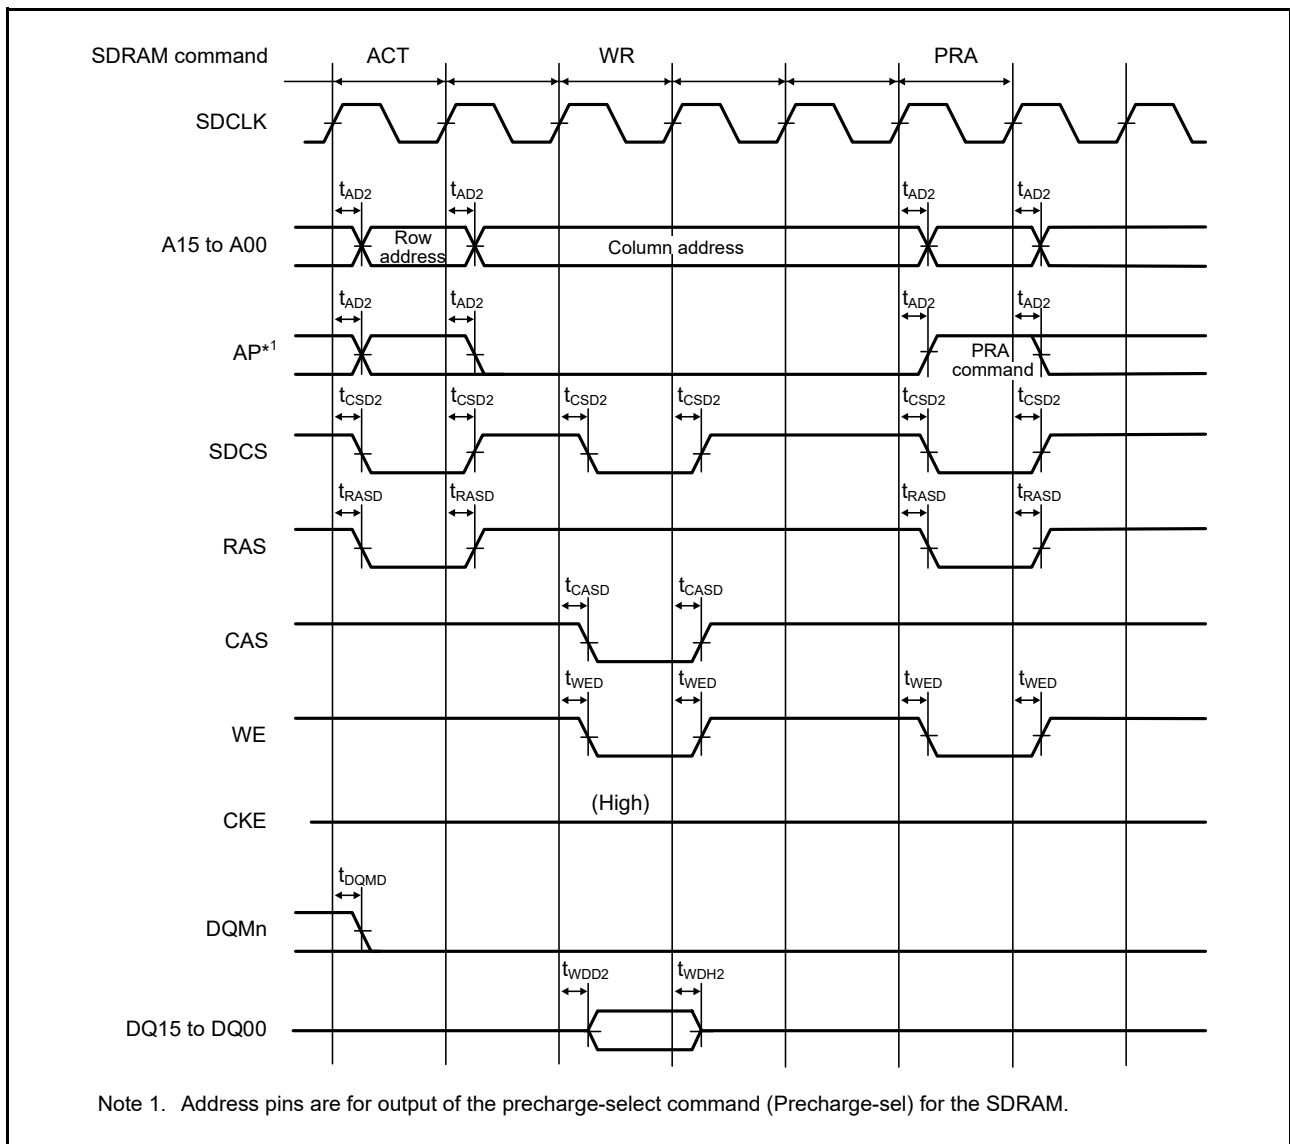 SDRAM command ACT WR PRA
SDCLK
tAD2 tAD2 tAD2 tAD2
A15 to A00
Row
address
Column address
tAD2 tAD2 tAD2 tAD2
AP*1
PRA
command
tCSD2 tCSD2 tCSD2 tCSD2 tCSD2 tCSD2
SDCS
tRASD tRASD tRASD tRASD
RAS
tCASD tCASD
CAS
tWED tWED tWED tWED
WE
(High)
CKE
tDQMD
DQMn
tWDD2 tWDH2
DQ15 to DQ00
Note 1. Address pins are for output of the precharge-select command (Precharge-sel) for the SDRAM.